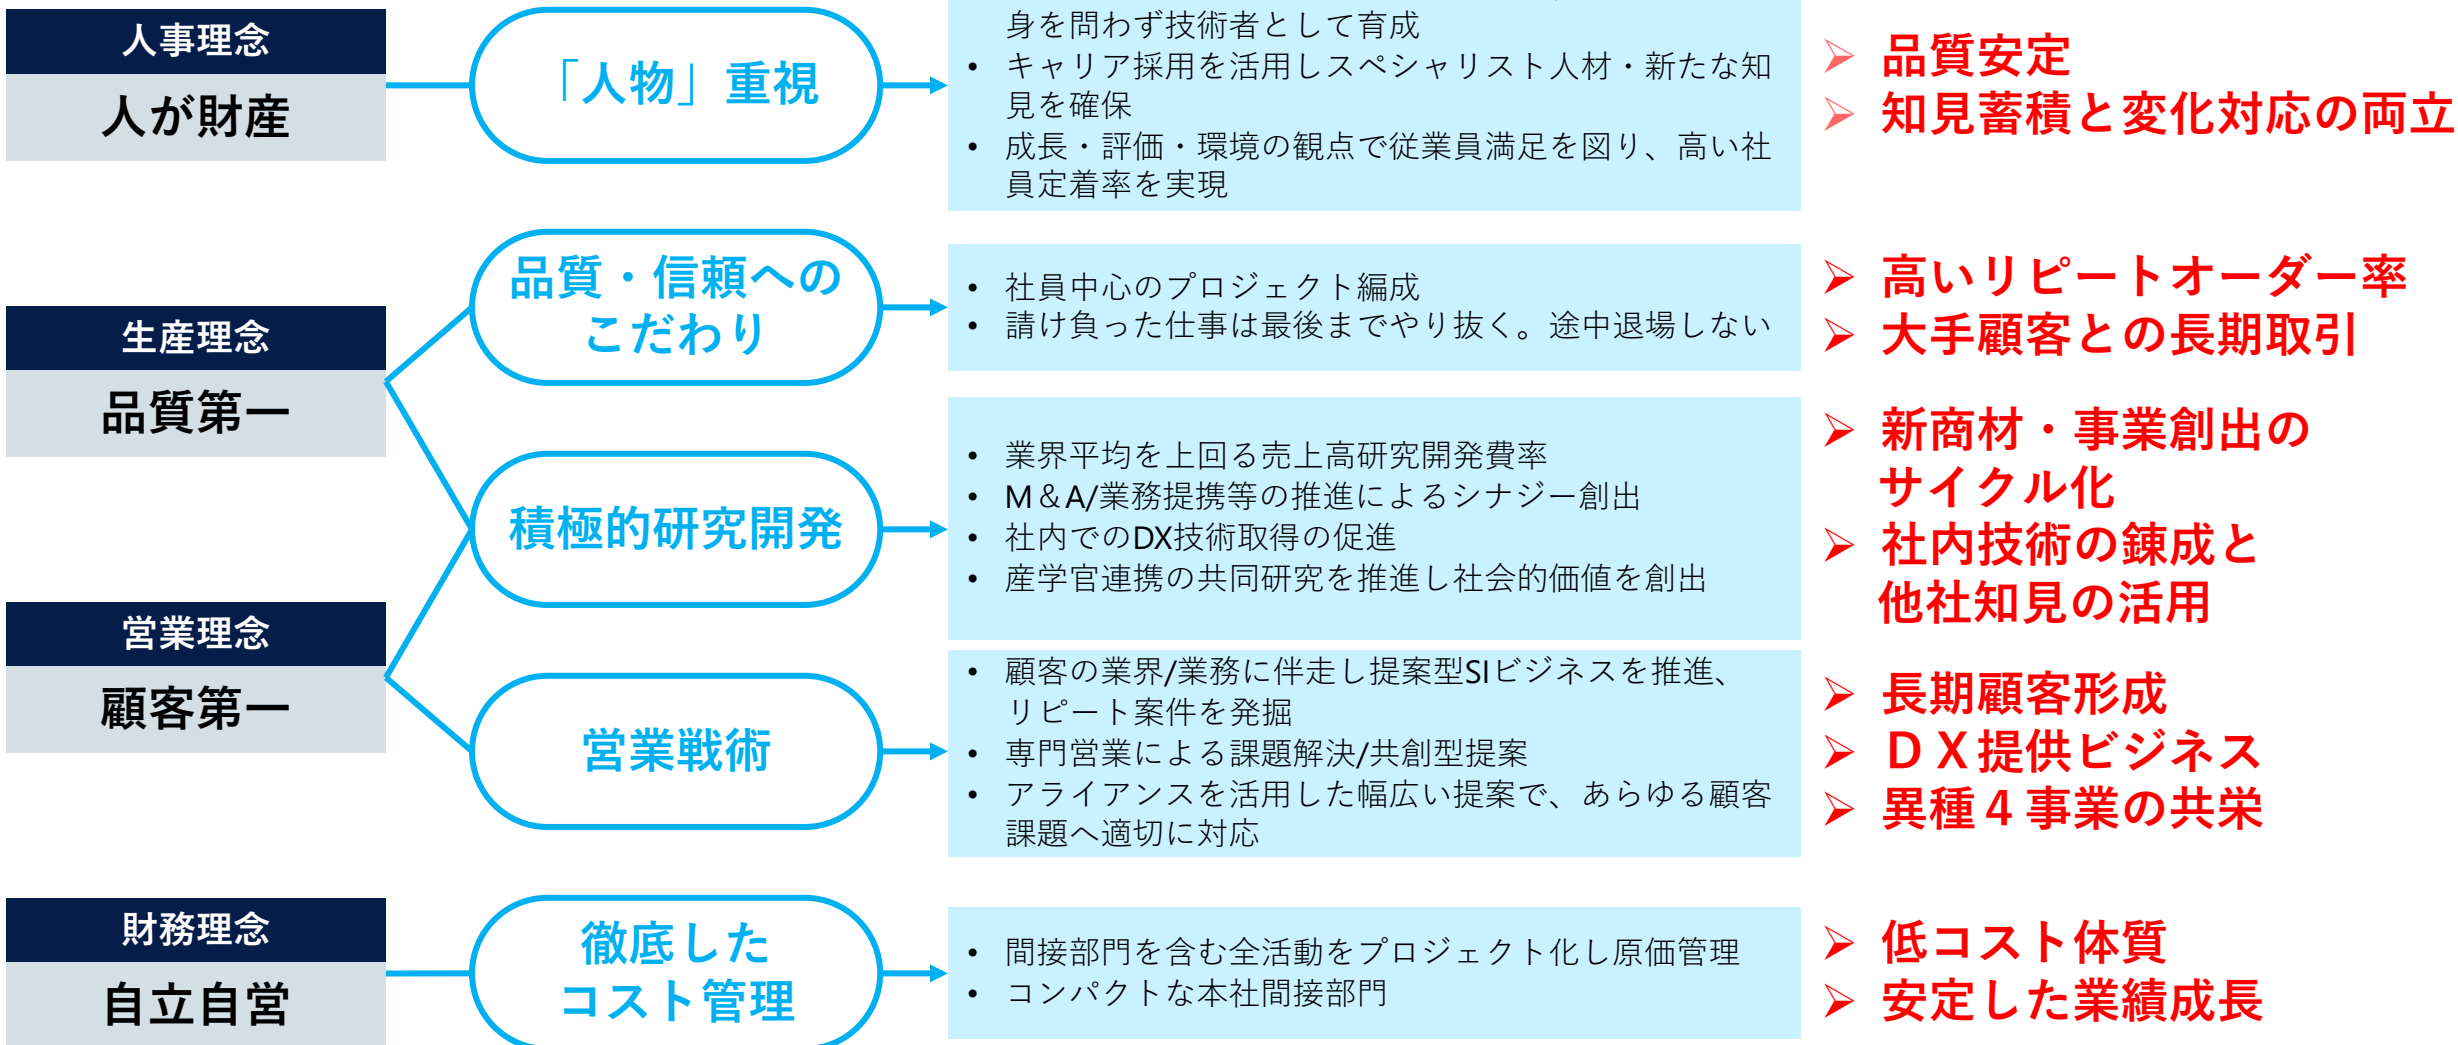 人事理念
人が財産
「人物」重視
身を問わず技術者として育成
• キャリア採用を活用しスペシャリスト人材・新たな知
見を確保
• 成長・評価・環境の観点で従業員満足を図り、高い社
員定着率を実現
➢ 品質安定
➢ 知見蓄積と変化対応の両立
生産理念
品質第一
品質・信頼への
こだわり
• 社員中心のプロジェクト編成
• 請け負った仕事は最後までやり抜く。途中退場しない
➢ 高いリピートオーダー率
➢ 大手顧客との長期取引
積極的研究開発
• 業界平均を上回る売上高研究開発費率
• M＆A/業務提携等の推進によるシナジー創出
• 社内でのDX技術取得の促進
• 産学官連携の共同研究を推進し社会的価値を創出
➢ 新商材・事業創出の
サイクル化
➢ 社内技術の錬成と
他社知見の活用
営業理念
顧客第一
営業戦術
• 顧客の業界/業務に伴走し提案型SIビジネスを推進、
リピート案件を発掘
• 専門営業による課題解決/共創型提案
• アライアンスを活用した幅広い提案で、あらゆる顧客
課題へ適切に対応
➢ 長期顧客形成
➢ ＤＸ提供ビジネス
➢ 異種４事業の共栄
財務理念
自立自営
徹底した
コスト管理
• 間接部門を含む全活動をプロジェクト化し原価管理
• コンパクトな本社間接部門
➢ 低コスト体質
➢ 安定した業績成長